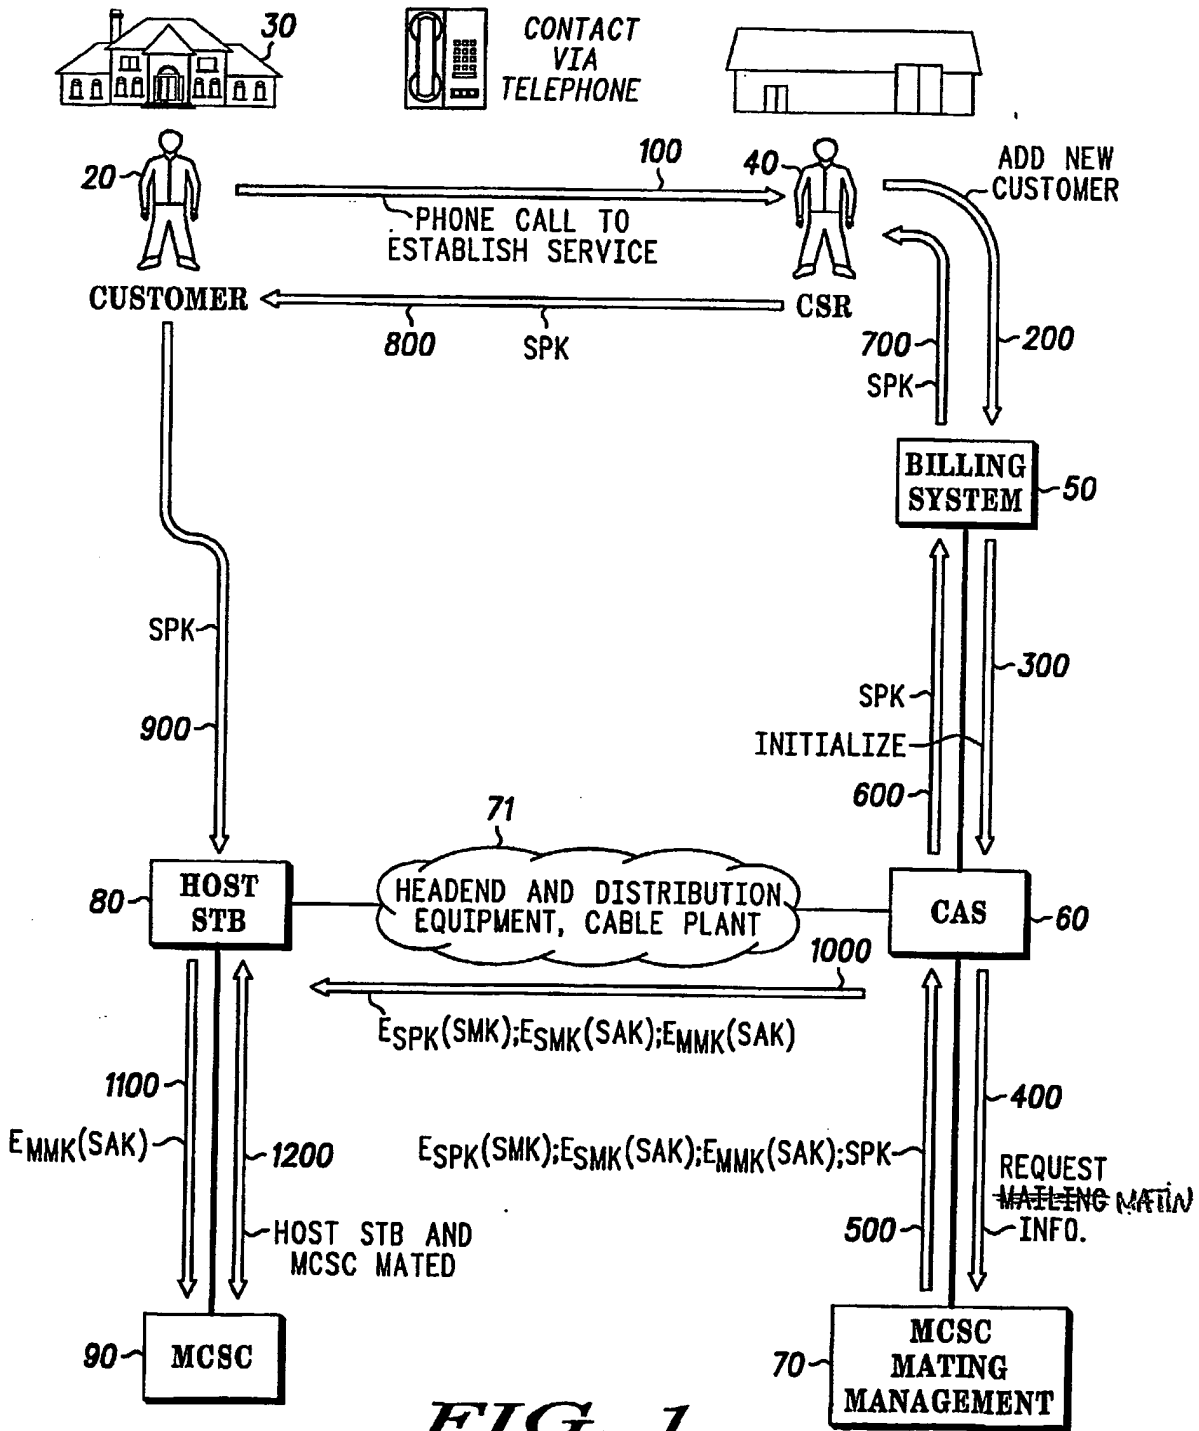 30
CONTACT
VIA
TELEPHONE
20
100
40
ADD NEW
CUSTOMER
PHONE CALL TO
ESTABLISH SERVICE
CUSTOMER
CSR
800
SPK
700
200
SPK
BILLING
SYSTEM
50
SPK
900
300
SPK
INITIALIZE
600
71
80
HOST
STB
HEADEND AND DISTRIBUTION
EQUIPMENT, CABLE PLANT
CAS
60
1000
ESPK(SMK);ESMK(SAK);EMMK(SAK)
1100
400
EMMK(SAK)
1200
ESPK(SMK);ESMK(SAK);EMMK(SAK);SPK
REQUEST
MAILING MATIN
INFO.
HOST STB AND
MCSC MATED
500
90
MCSC
70
MCSC
MATING
MANAGEMENT
FIG. 1